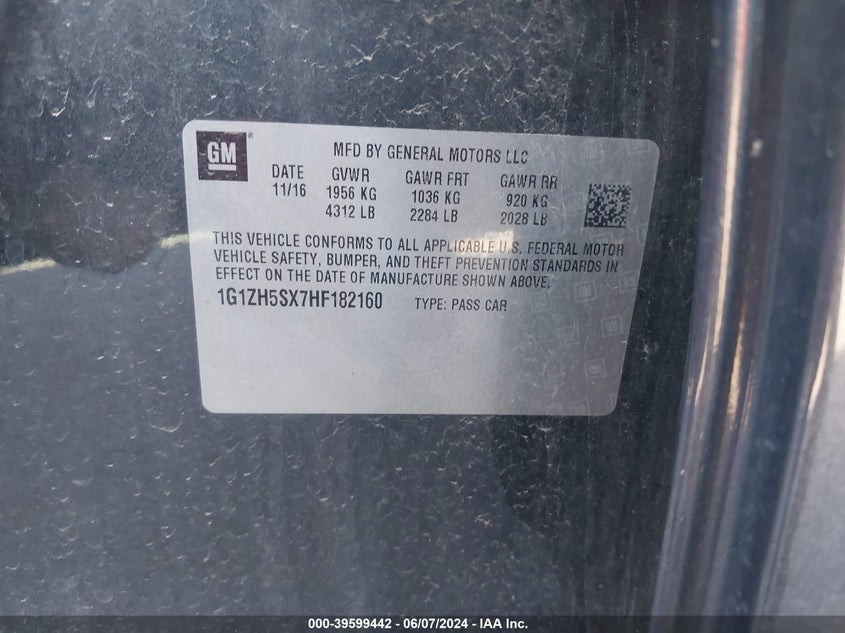 GM ® MFD BY GENERAL MOTORS LLC
DATE GVWR GAWR FRT GAWR RR
11/16 1956 KG 1036 KG 920 KG
4312 LB 2284 LB 2028 LB
THIS VEHICLE CONFORMS TO ALL APPLICABLE U.S. FEDERAL MOTOR
VEHICLE SAFETY, BUMPER, AND THEFT PREVENTION STANDARDS IN
EFFECT ON THE DATE OF MANUFACTURE SHOWN ABOVE.
1G1ZH5SX7HF182160 TYPE: PASS CAR
000-39599442 - 06/07/2024 - IAA Inc.